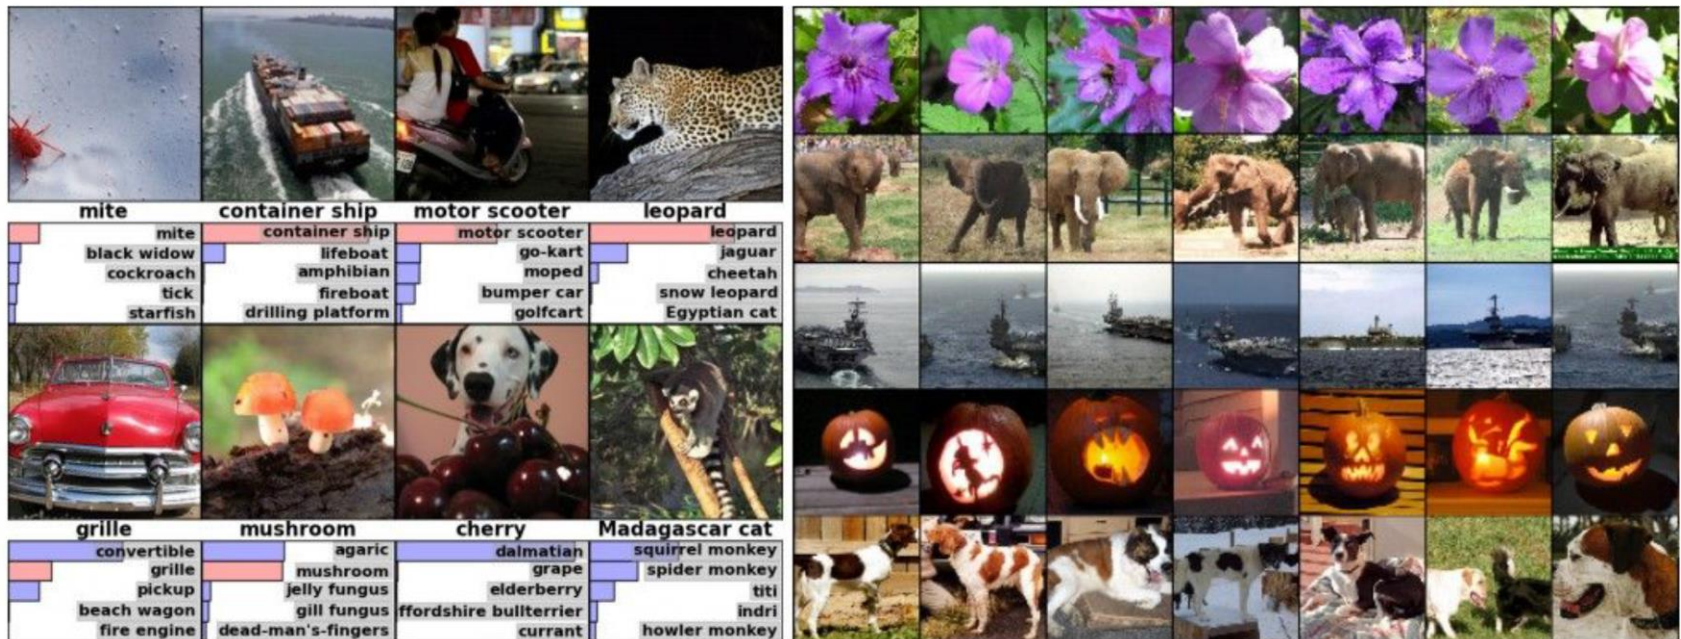 mite
container ship
motor scooter
leopard
mite
black widow
cockroach
tick
starfish
container ship
lifeboat
amphibian
fireboat
drilling platform
motor scooter
go-kart
moped
bumper car
golfcart
leopard
jaguar
cheetah
snow leopard
Egyptian cat
grille
mushroom
cherry
Madagascar cat
convertible
grille
pickup
beach wagon
fire engine
agaric
mushroom
jelly fungus
gill fungus
dead-man's-fingers
dalmatian
grape
elderberry
ffordshire bullterrier
currant
squirrel monkey
spider monkey
titi
indri
howler monkey